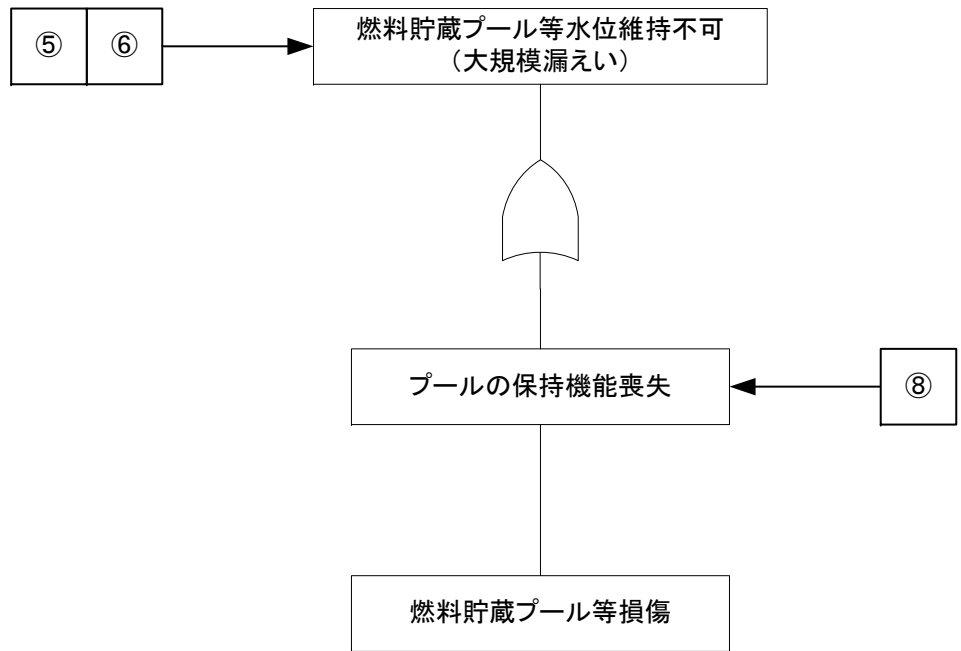 ⑤ ⑥
燃料貯蔵プール等水位維持不可
（大規模漏えい）
プールの保持機能喪失
⑧
燃料貯蔵プール等損傷